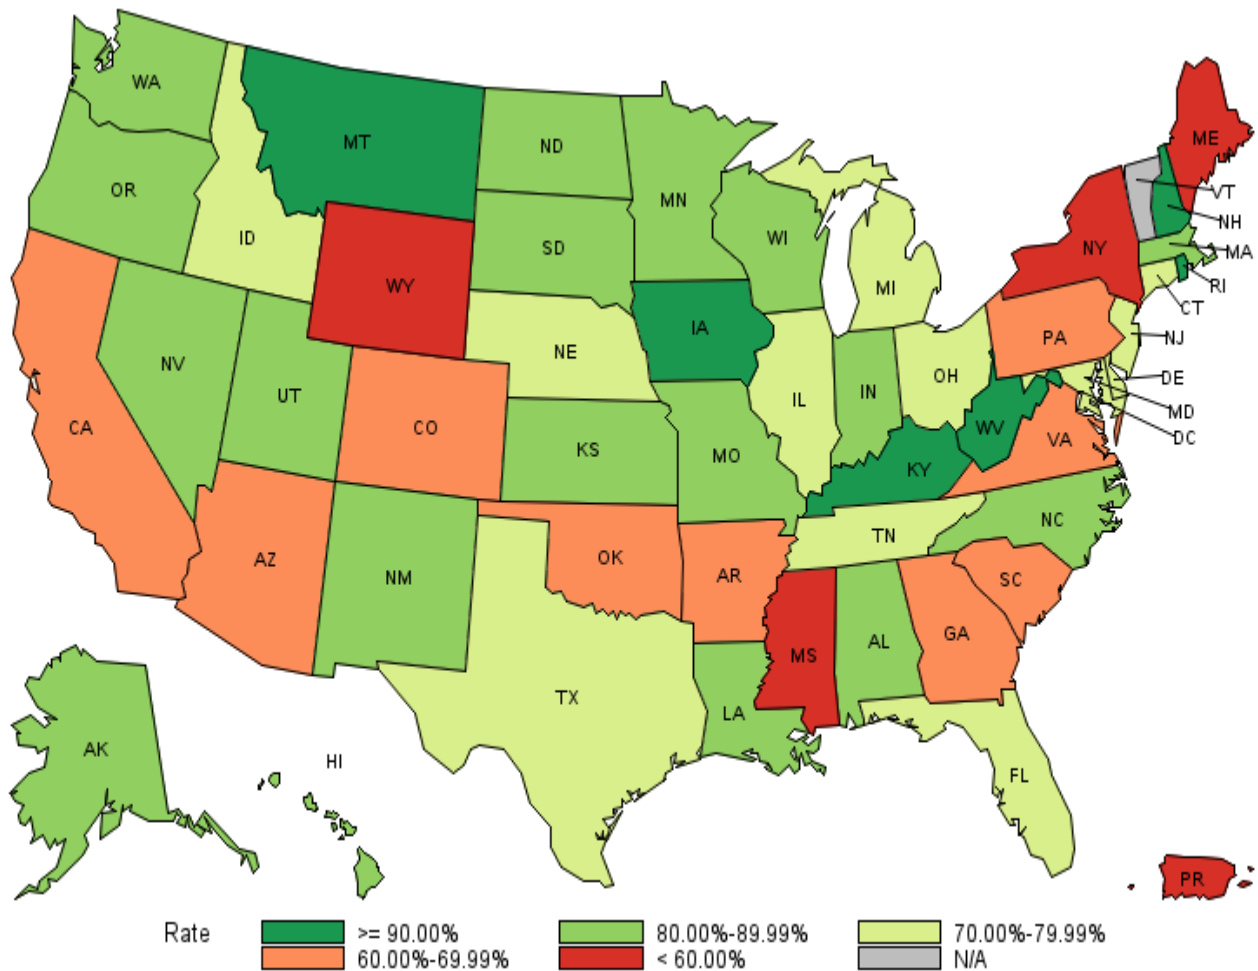 WA
MT
ND
ME
OR
MN
VT
ID
SD
WI
NH
NY
MA
WY
MI
RI
IA
CT
NE
PA
NJ
NV
UT
IL
IN
OH
DE
CA
CO
MD
WV
DC
KS
MO
VA
KY
NC
TN
AZ
OK
NM
AR
SC
GA
MS
AL
TX
LA
AK
HI
FL
PR
Rate >= 90.00% 80.00%-89.99% 70.00%-79.99%
60.00%-69.99% < 60.00% N/A